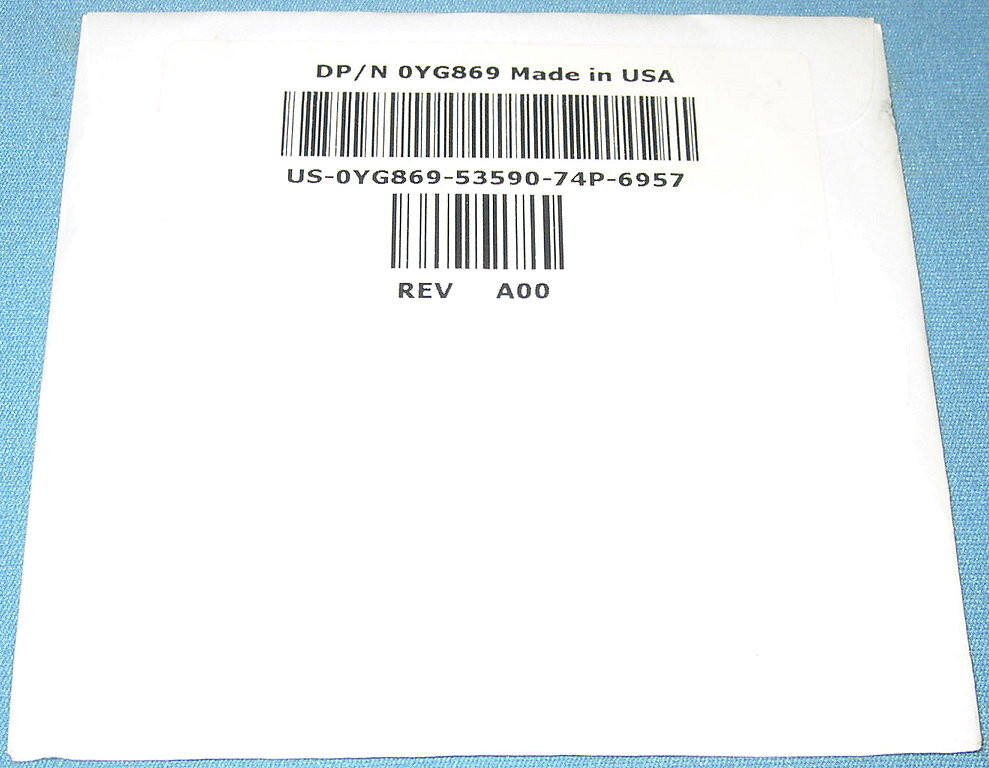 DP/N 0YG869 Made in USA
US-0YG869-53590-74P-6957
REV A00